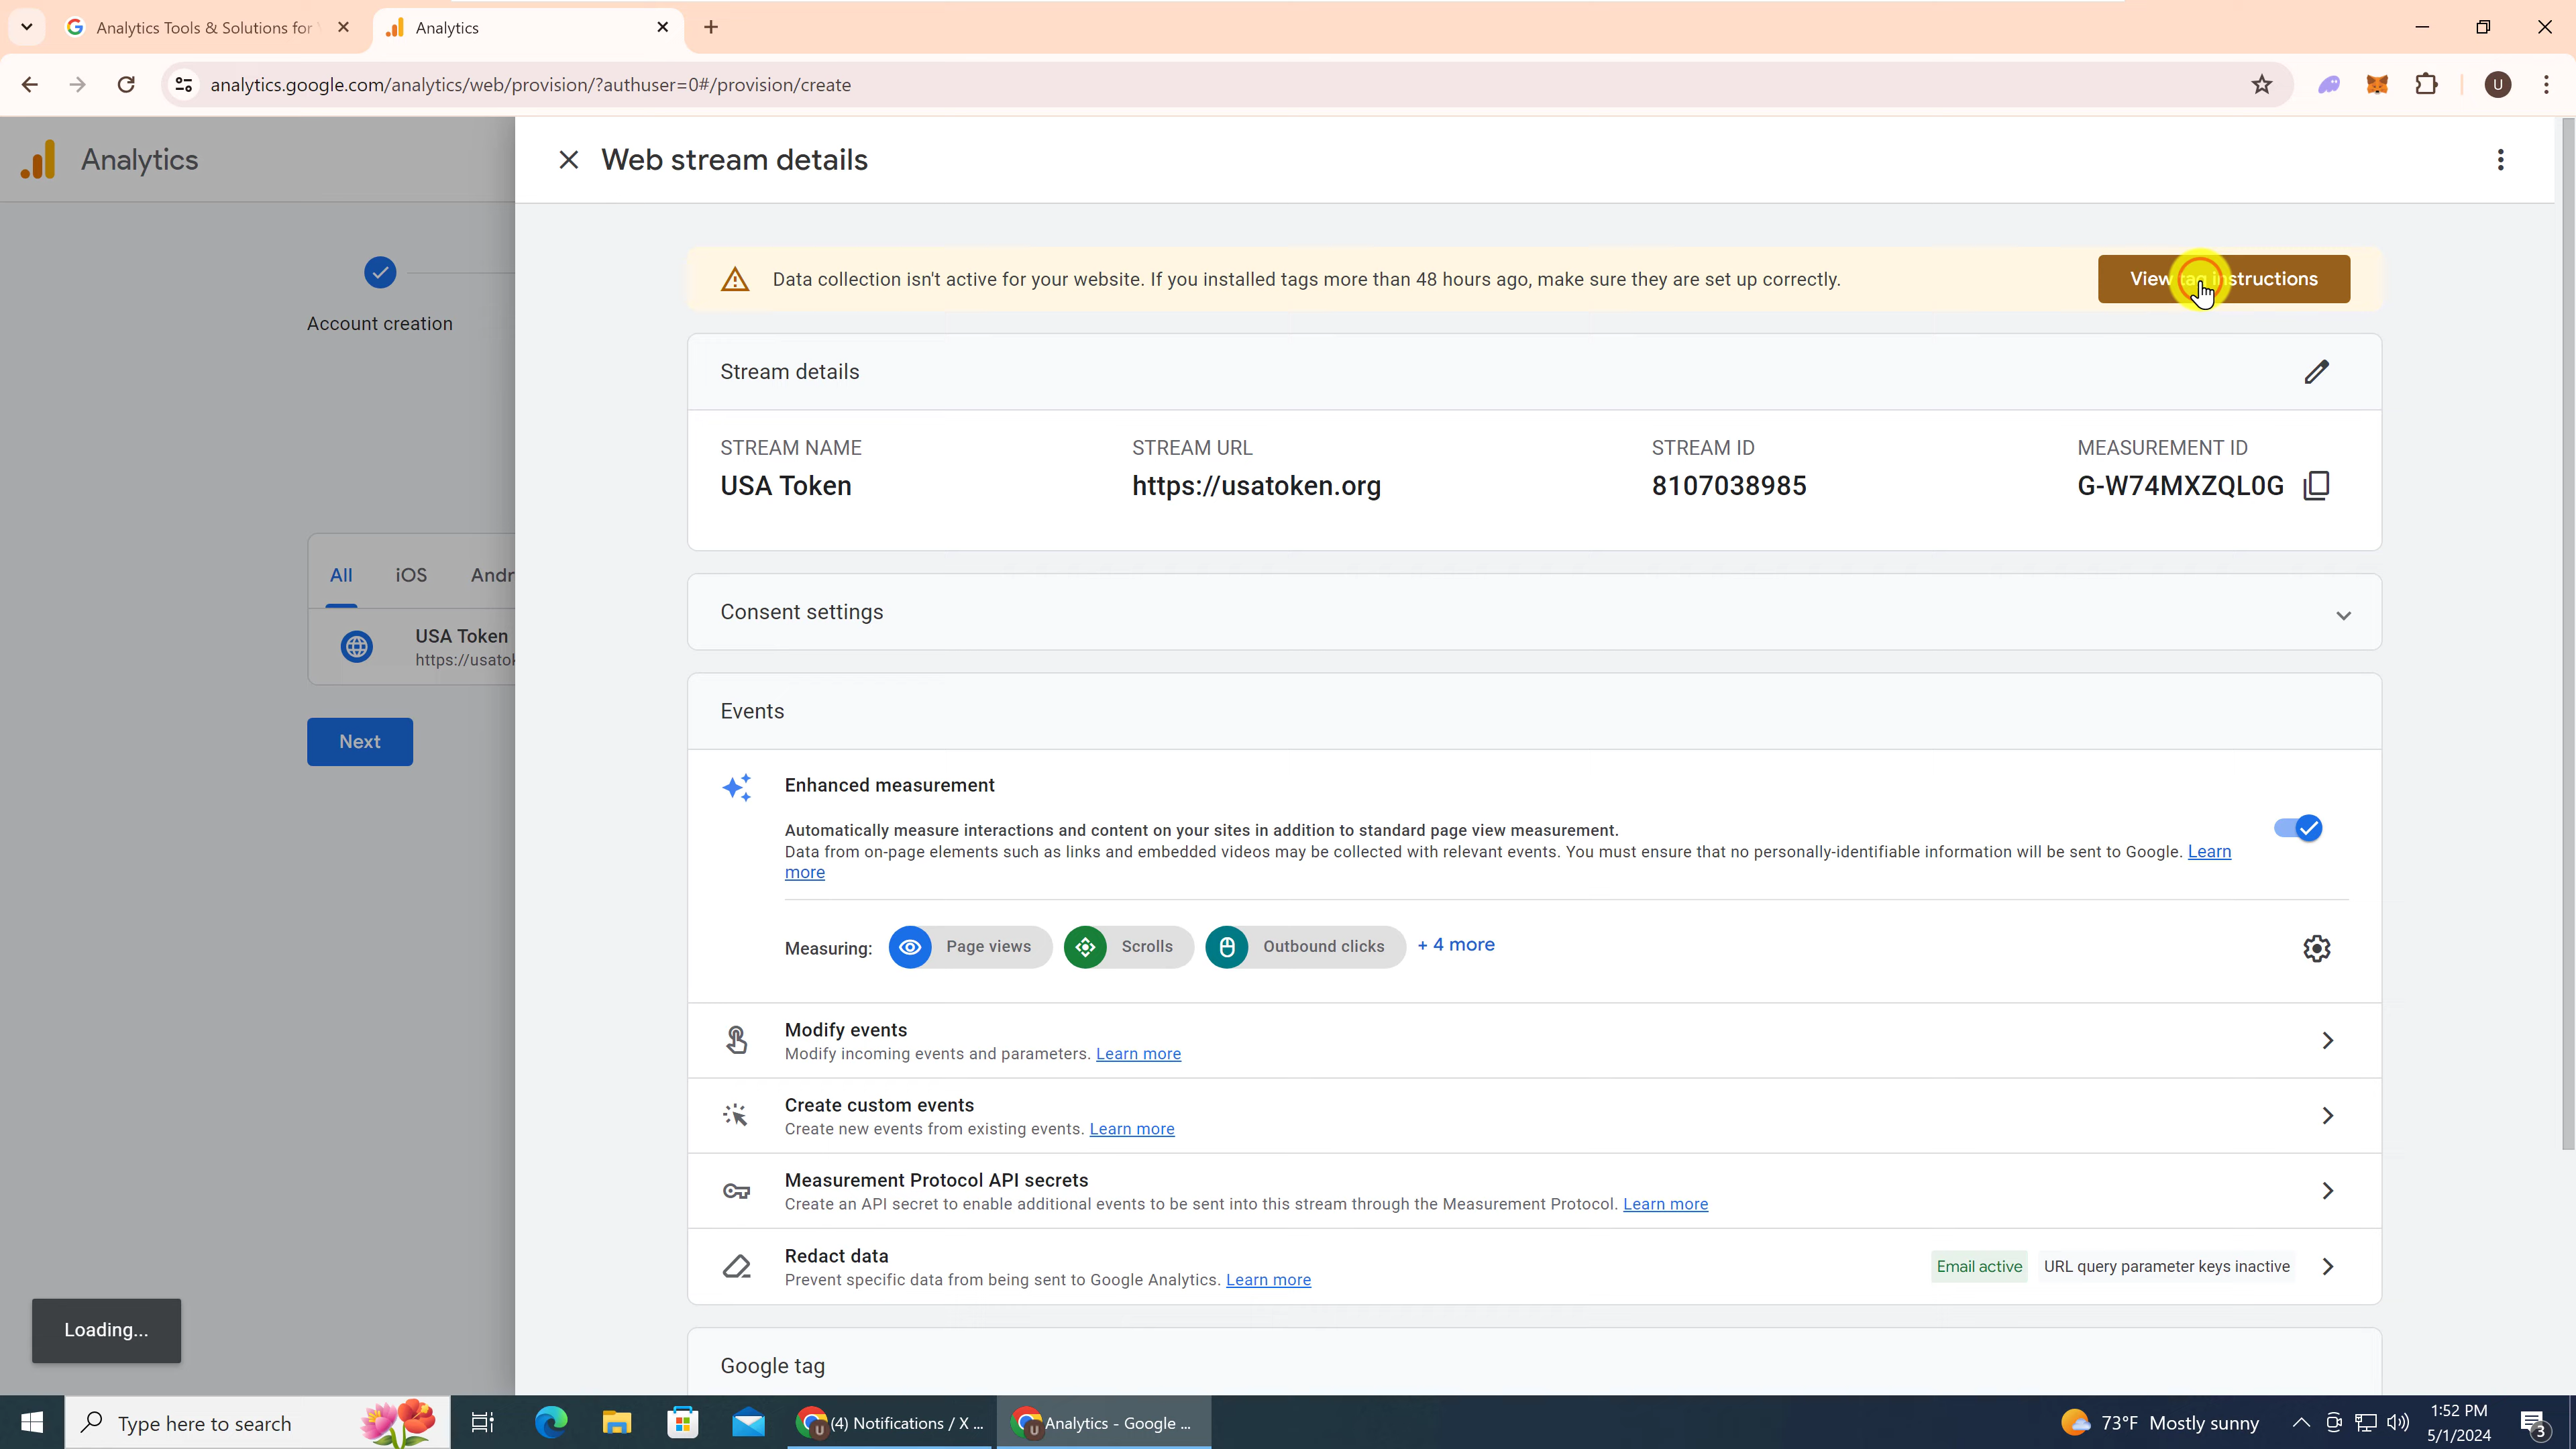 Analytics Tools & Solutions for
Analytics
analytics.google.com/analytics/web/provision/?authuser=0#/provision/create
U
Analytics
Web stream details
Data collection isn't active for your website. If you installed tags more than 48 hours ago, make sure they are set up correctly.
View tag instructions
Account creation
Stream details
STREAM NAME
STREAM URL
STREAM ID
MEASUREMENT ID
USA Token
https://usatoken.org
8107038985
G-W74MXZQL0G
All
iOS
Andr
Consent settings
USA Token
https://usatok
Next
Events
Enhanced measurement
Automatically measure interactions and content on your sites in addition to standard page view measurement.
Data from on-page elements such as links and embedded videos may be collected with relevant events. You must ensure that no personally-identifiable information will be sent to Google. Learn
more
Measuring:
Page views
Scrolls
Outbound clicks
+ 4 more
Modify events
Modify incoming events and parameters. Learn more
Create custom events
Create new events from existing events. Learn more
Measurement Protocol API secrets
Create an API secret to enable additional events to be sent into this stream through the Measurement Protocol. Learn more
Redact data
Prevent specific data from being sent to Google Analytics. Learn more
Email active
URL query parameter keys inactive
Loading...
Google tag
Type here to search
U
(4) Notifications / X ...
U
Analytics - Google ...
73°F Mostly sunny
1:52 PM
5/1/2024
3